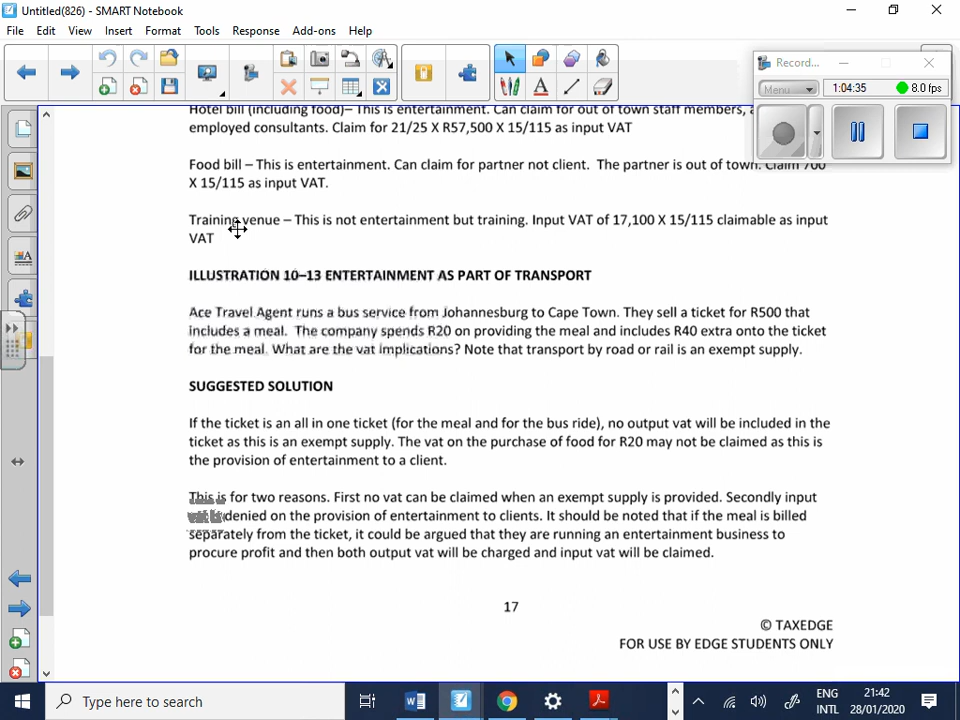 Untitled(826) - SMART Notebook
File Edit View Insert Format Tools Response Add-ons Help
Record...
Menu
1:04:35
8.0 fps
Hotel bill (including food)– This is entertainment. Can claim for out of town staff members,
employed consultants. Claim for 21/25 X R57,500 X 15/115 as input VAT
Food bill – This is entertainment. Can claim for partner not client. The partner is out of town. Claim 700
X 15/115 as input VAT.
Training venue – This is not entertainment but training. Input VAT of 17,100 X 15/115 claimable as input
VAT
ILLUSTRATION 10–13 ENTERTAINMENT AS PART OF TRANSPORT
Ace Travel Agent runs a bus service from Johannesburg to Cape Town. They sell a ticket for R500 that
includes a meal. The company spends R20 on providing the meal and includes R40 extra onto the ticket
for the meal. What are the vat implications? Note that transport by road or rail is an exempt supply.
SUGGESTED SOLUTION
If the ticket is an all in one ticket (for the meal and for the bus ride), no output vat will be included in the
ticket as this is an exempt supply. The vat on the purchase of food for R20 may not be claimed as this is
the provision of entertainment to a client.
This is for two reasons. First no vat can be claimed when an exempt supply is provided. Secondly input
denied on the provision of entertainment to clients. It should be noted that if the meal is billed
separately from the ticket, it could be argued that they are running an entertainment business to
procure profit and then both output vat will be charged and input vat will be claimed.
17
© TAXEDGE
FOR USE BY EDGE STUDENTS ONLY
Type here to search
ENG
INTL
21:42
28/01/2020